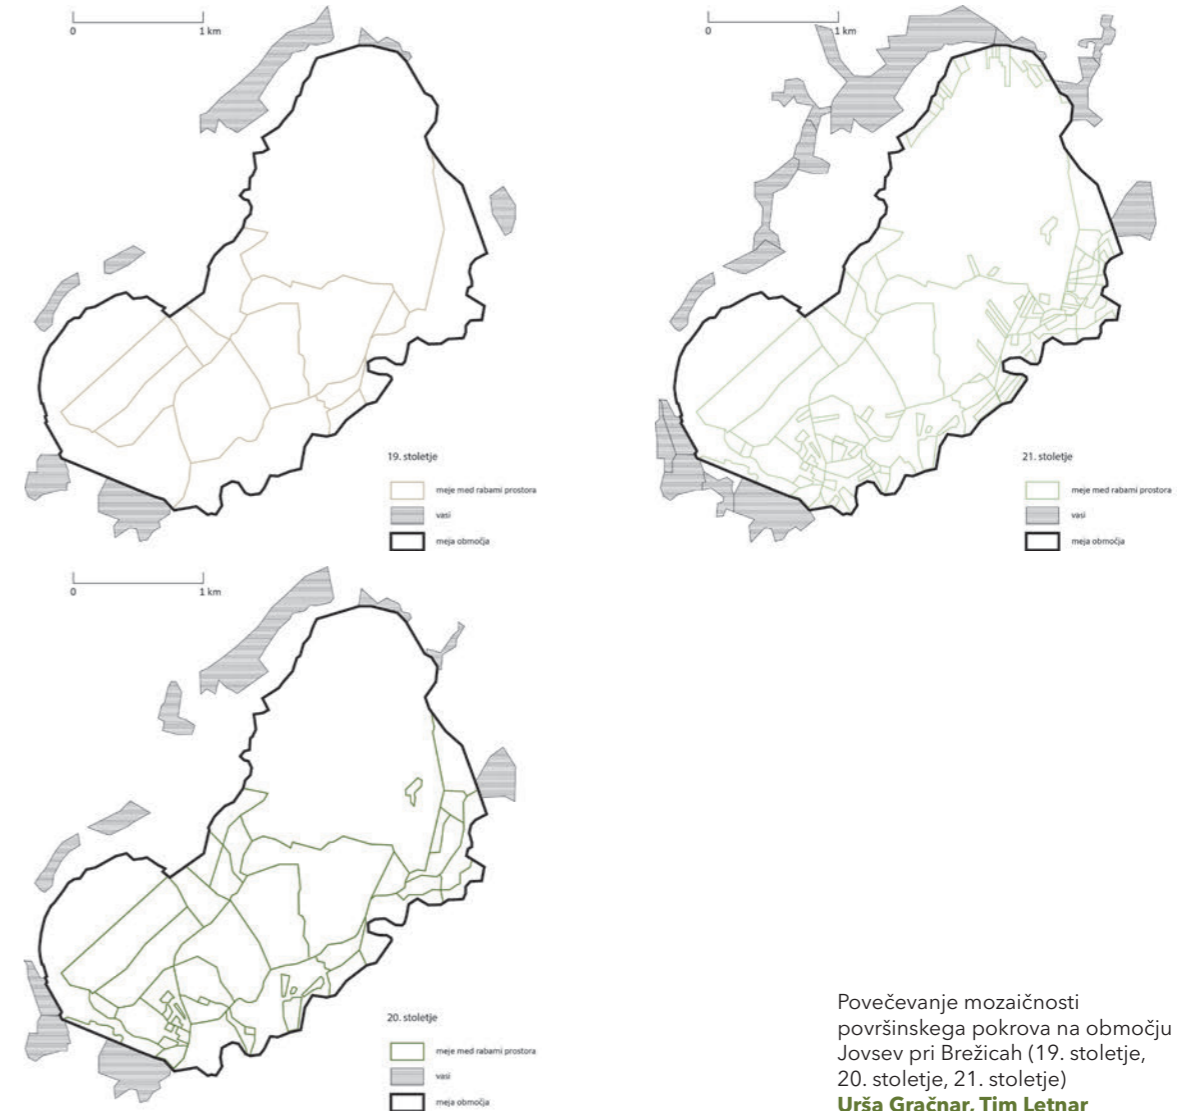 0 1 km
19. stoletje
meje med rabami prostora
vasi
meja območja
0 1 km
21. stoletje
meje med rabami prostora
vasi
meja območja
0 1 km
20. stoletje
meje med rabami prostora
vasi
meja območja
Povečevanje mozaičnosti
površinskega pokrova na območju
Jovsev pri Brežicah (19. stoletje,
20. stoletje, 21. stoletje)
Urša Gračnar, Tim Letnar